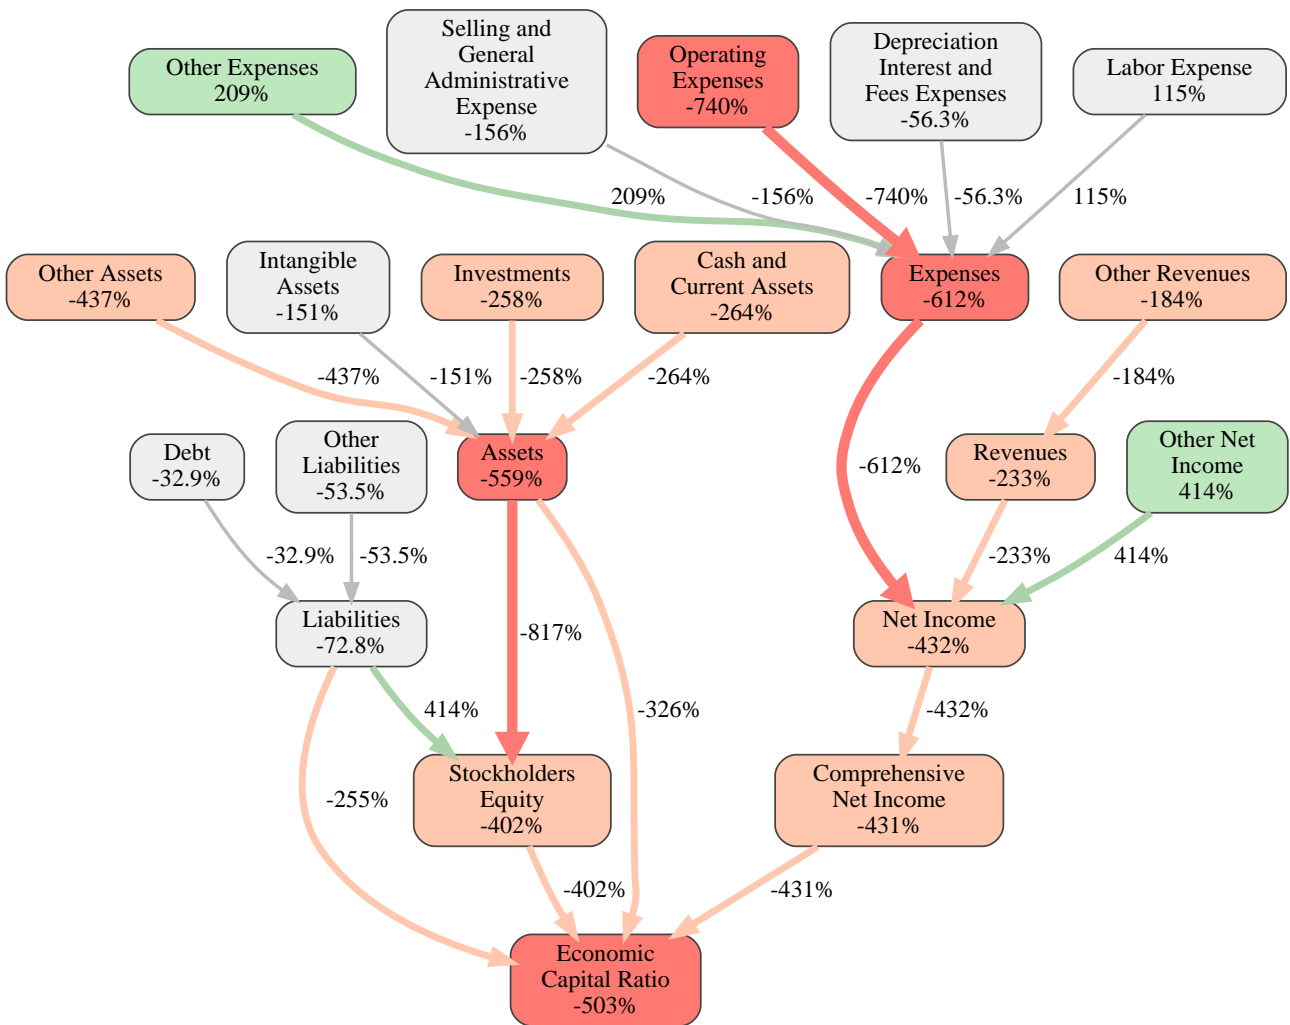 Other Expenses
209%
Selling and
General
Administrative
Expense
-156%
Operating
Expenses
-740%
Depreciation
Interest and
Fees Expenses
-56.3%
Labor Expense
115%
209%
-156%
-740%
-56.3%
115%
Other Assets
-437%
Intangible
Assets
-151%
Investments
-258%
Cash and
Current Assets
-264%
Expenses
-612%
Other Revenues
-184%
-437%
-151%
-258%
-264%
-184%
Debt
-32.9%
Other
Liabilities
-53.5%
Assets
-559%
-612%
Revenues
-233%
Other Net
Income
414%
-32.9%
-53.5%
-233%
414%
Liabilities
-72.8%
-817%
Net Income
-432%
414%
-326%
-432%
-255%
Stockholders
Equity
-402%
Comprehensive
Net Income
-431%
-402%
-431%
Economic
Capital Ratio
-503%